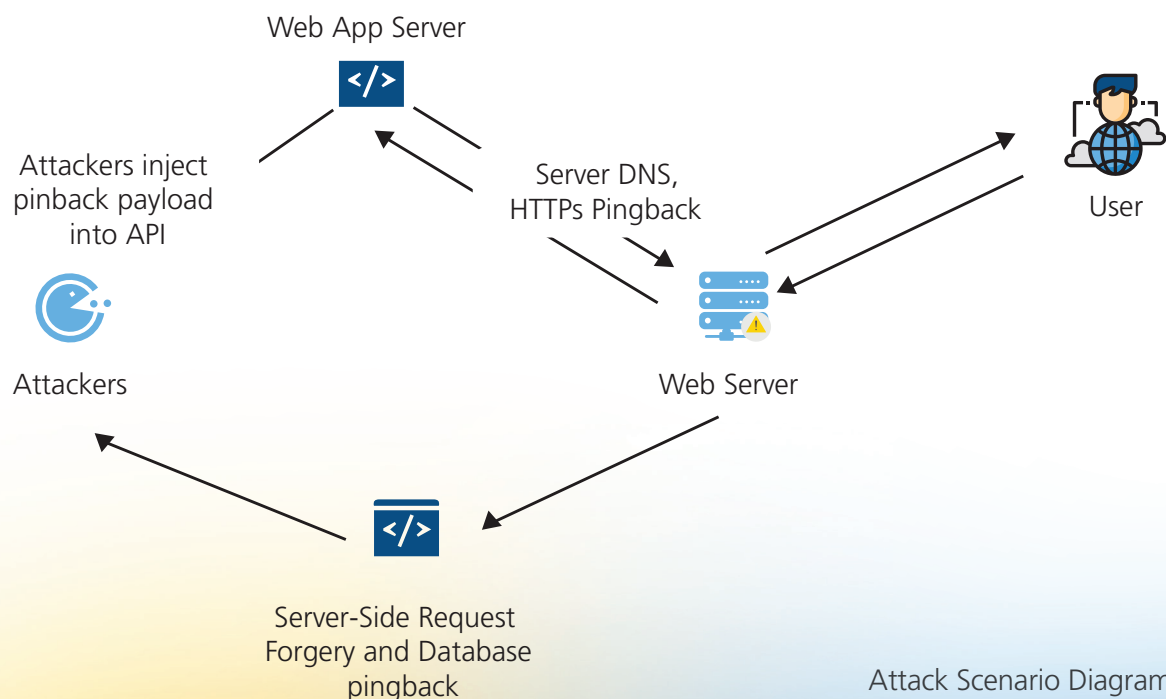 Web App Server
</>
Attackers inject
pinback payload
into API
Server DNS,
HTTPs Pingback
User
Attackers
Web Server
</>
Server-Side Request
Forgery and Database
pingback
Attack Scenario Diagram